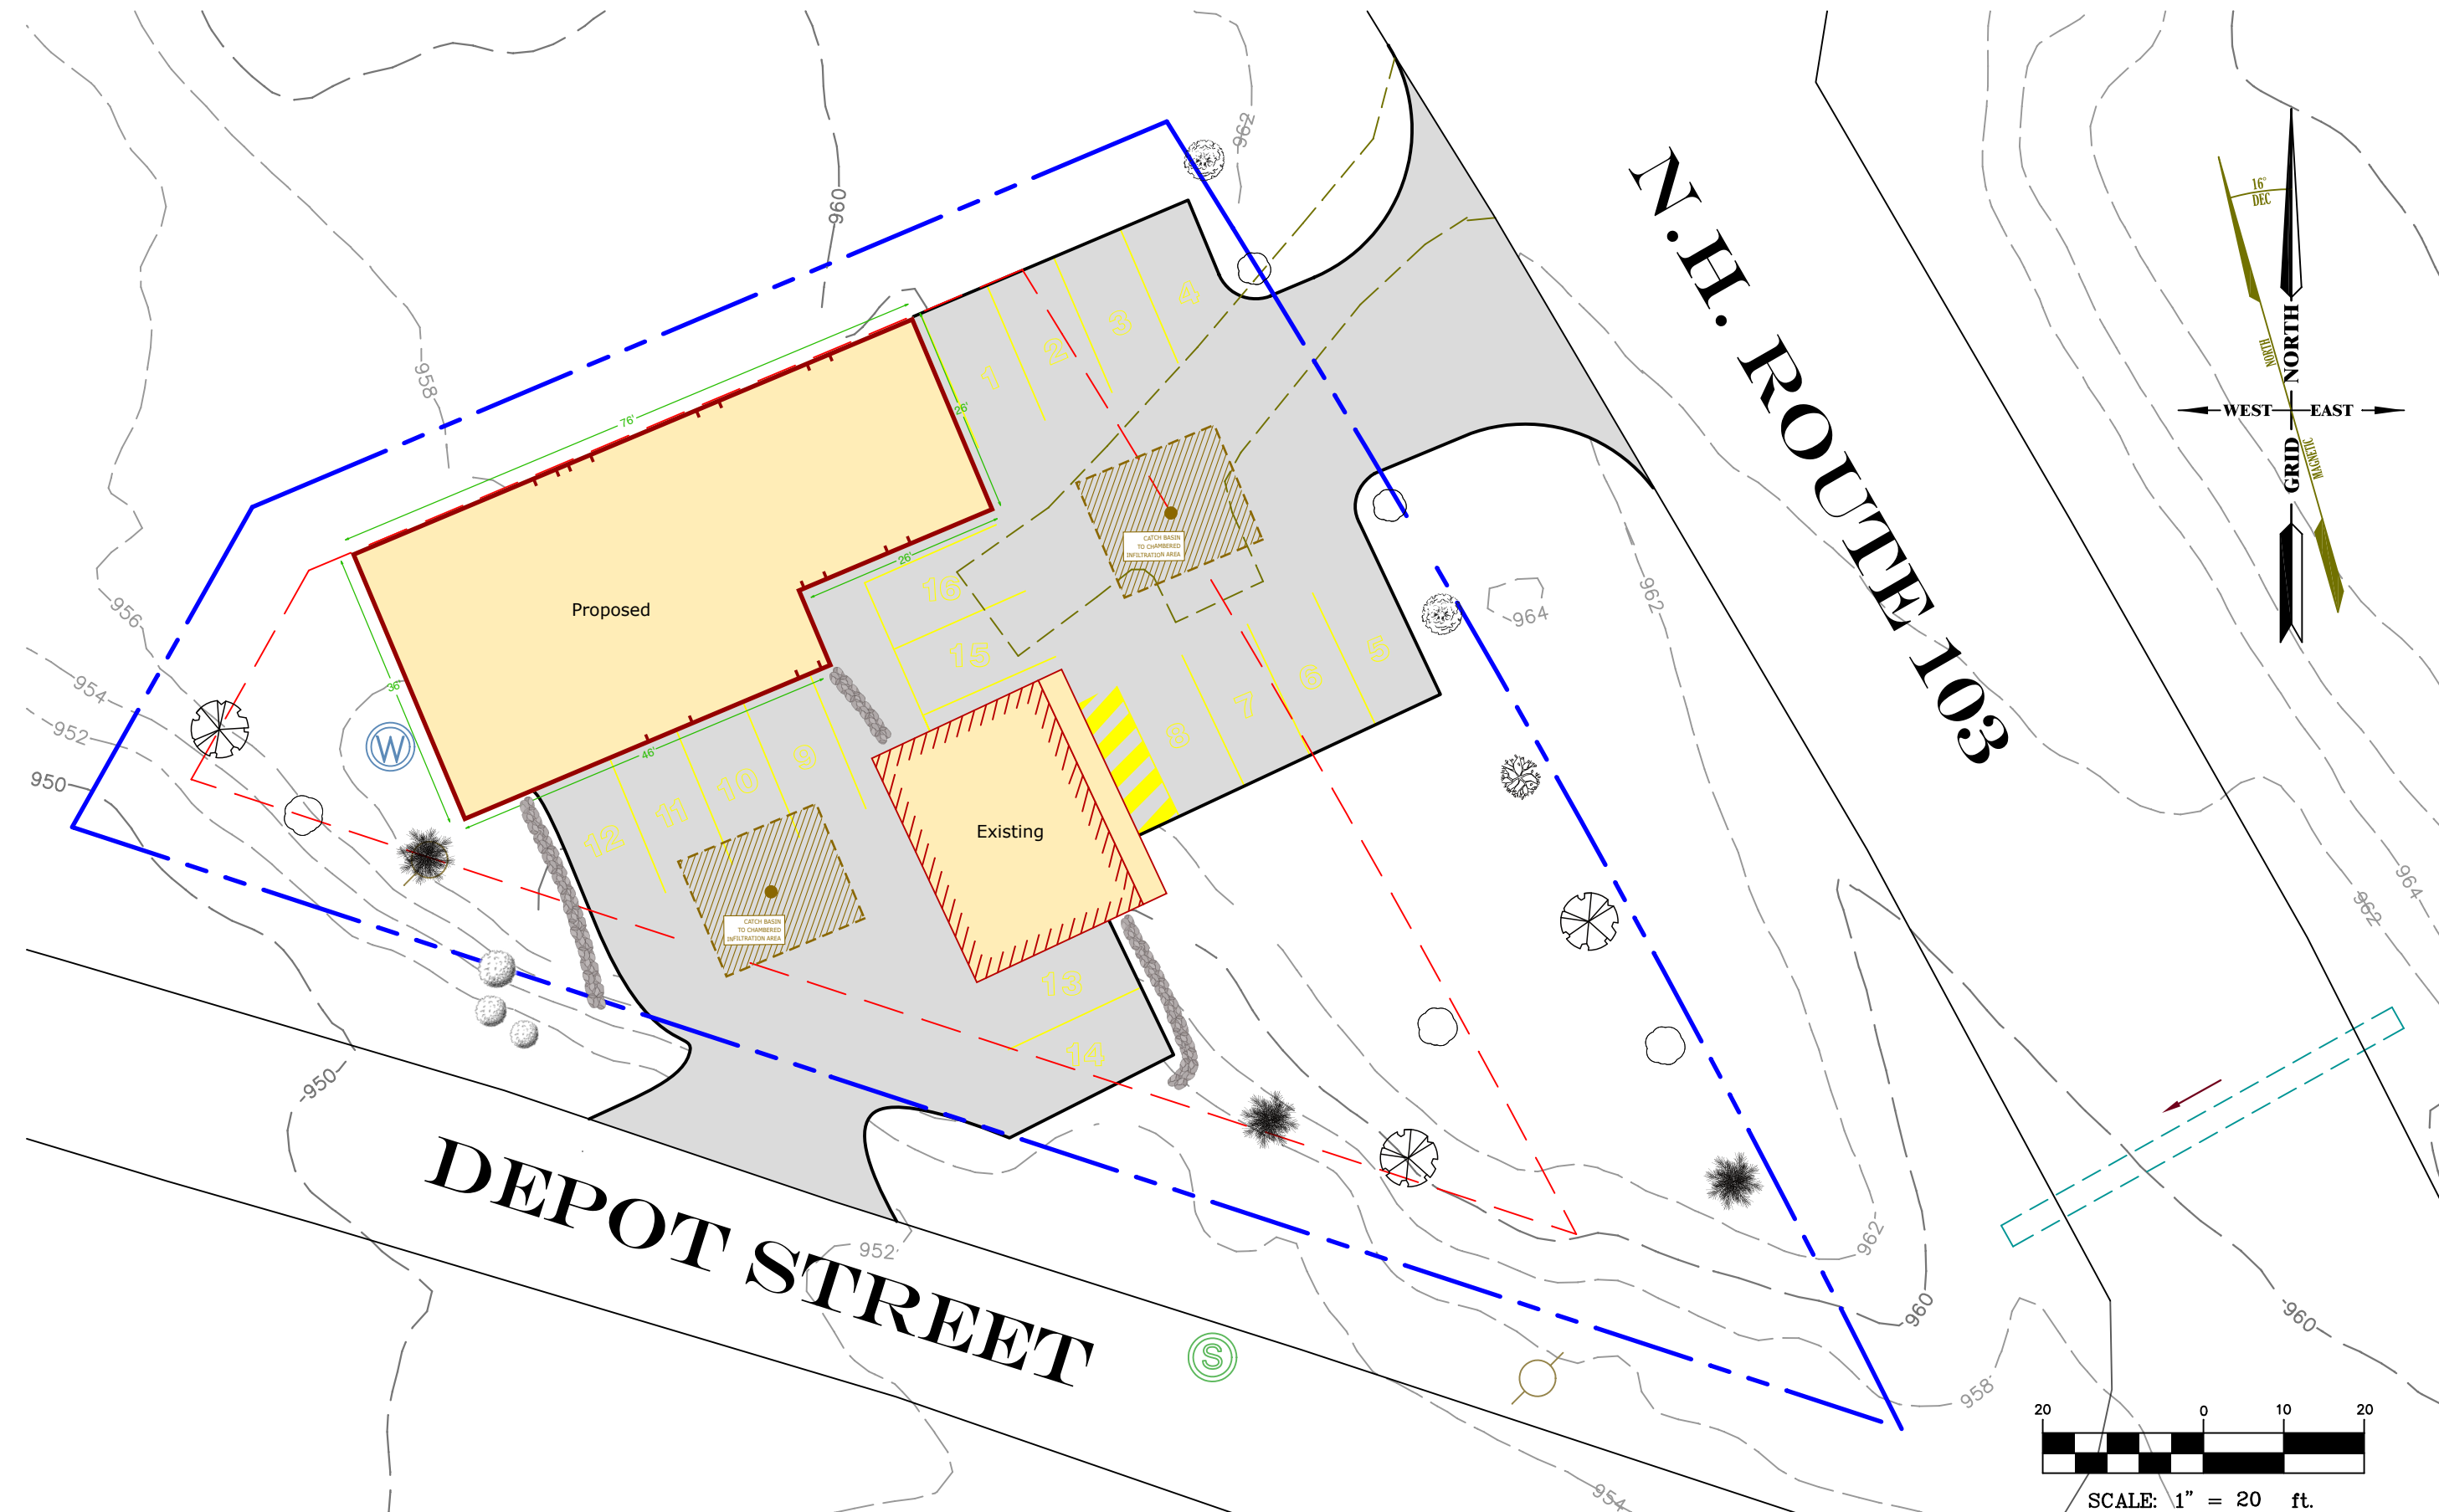 962
960
N.H. ROUTE 103
16°
DEC
NORTH
NORTH
WEST
EAST
GRID
MAGNETIC
958
76'
26'
1
2
3
4
CATCH BASIN
TO CHAMBERED
INFILTRATION AREA
26'
16
15
Proposed
956
954
952
950
36'
W
46'
962
964
5
6
7
8
9
10
11
12
Existing
CATCH BASIN
TO CHAMBERED
INFILTRATION AREA
13
14
964
962
950
DEPOT STREET
952
S
962
960
960
958
954
20
0
10
20
SCALE: 1" = 20 ft.